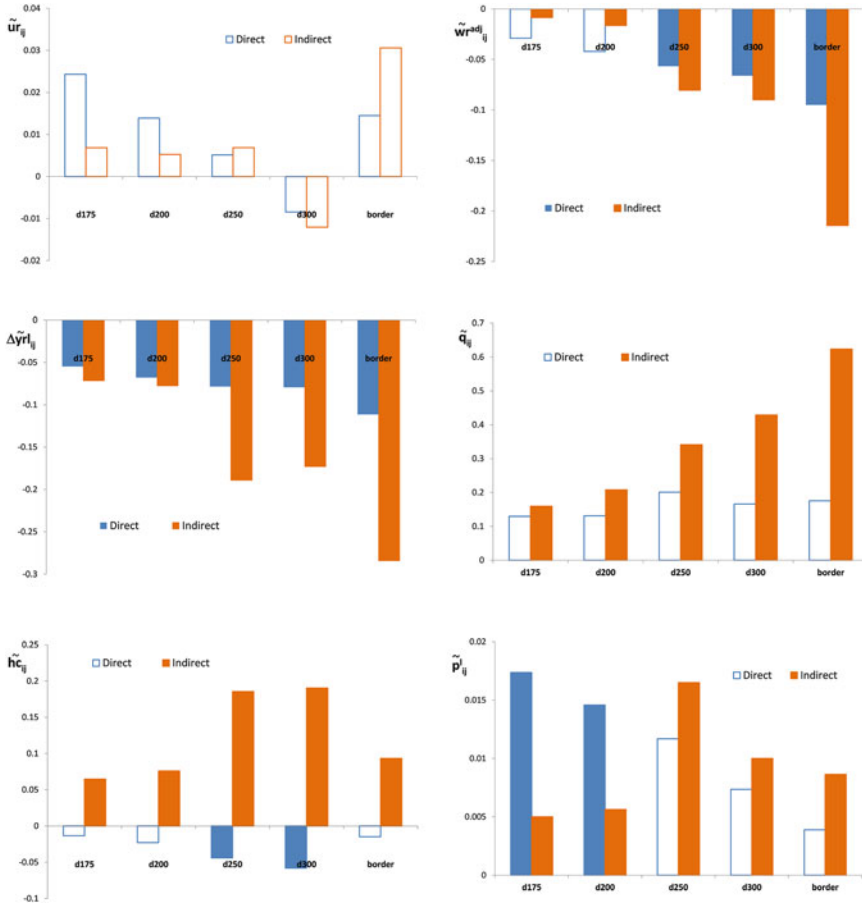 ũr_ij
0.04
0.03
0.02
0.01
0
-0.01
-0.02
Direct Indirect
d175 d200 d250 d300 border
w̃r^adj_ij
0
-0.05
-0.1
-0.15
-0.2
-0.25
d175 d200 d250 d300 border
Direct Indirect
Δỹrl_ij
0
-0.05
-0.1
-0.15
-0.2
-0.25
-0.3
d175 d200 d250 d300 border
Direct Indirect
q̃_ij
0.7
0.6
0.5
0.4
0.3
0.2
0.1
0
Direct Indirect
d175 d200 d250 d300 border
h̃c_ij
0.25
0.2
0.15
0.1
0.05
0
-0.05
-0.1
Direct Indirect
d175 d200 d250 d300 border
p̃^l_ij
0.02
0.015
0.01
0.005
0
Direct Indirect
d175 d200 d250 d300 border